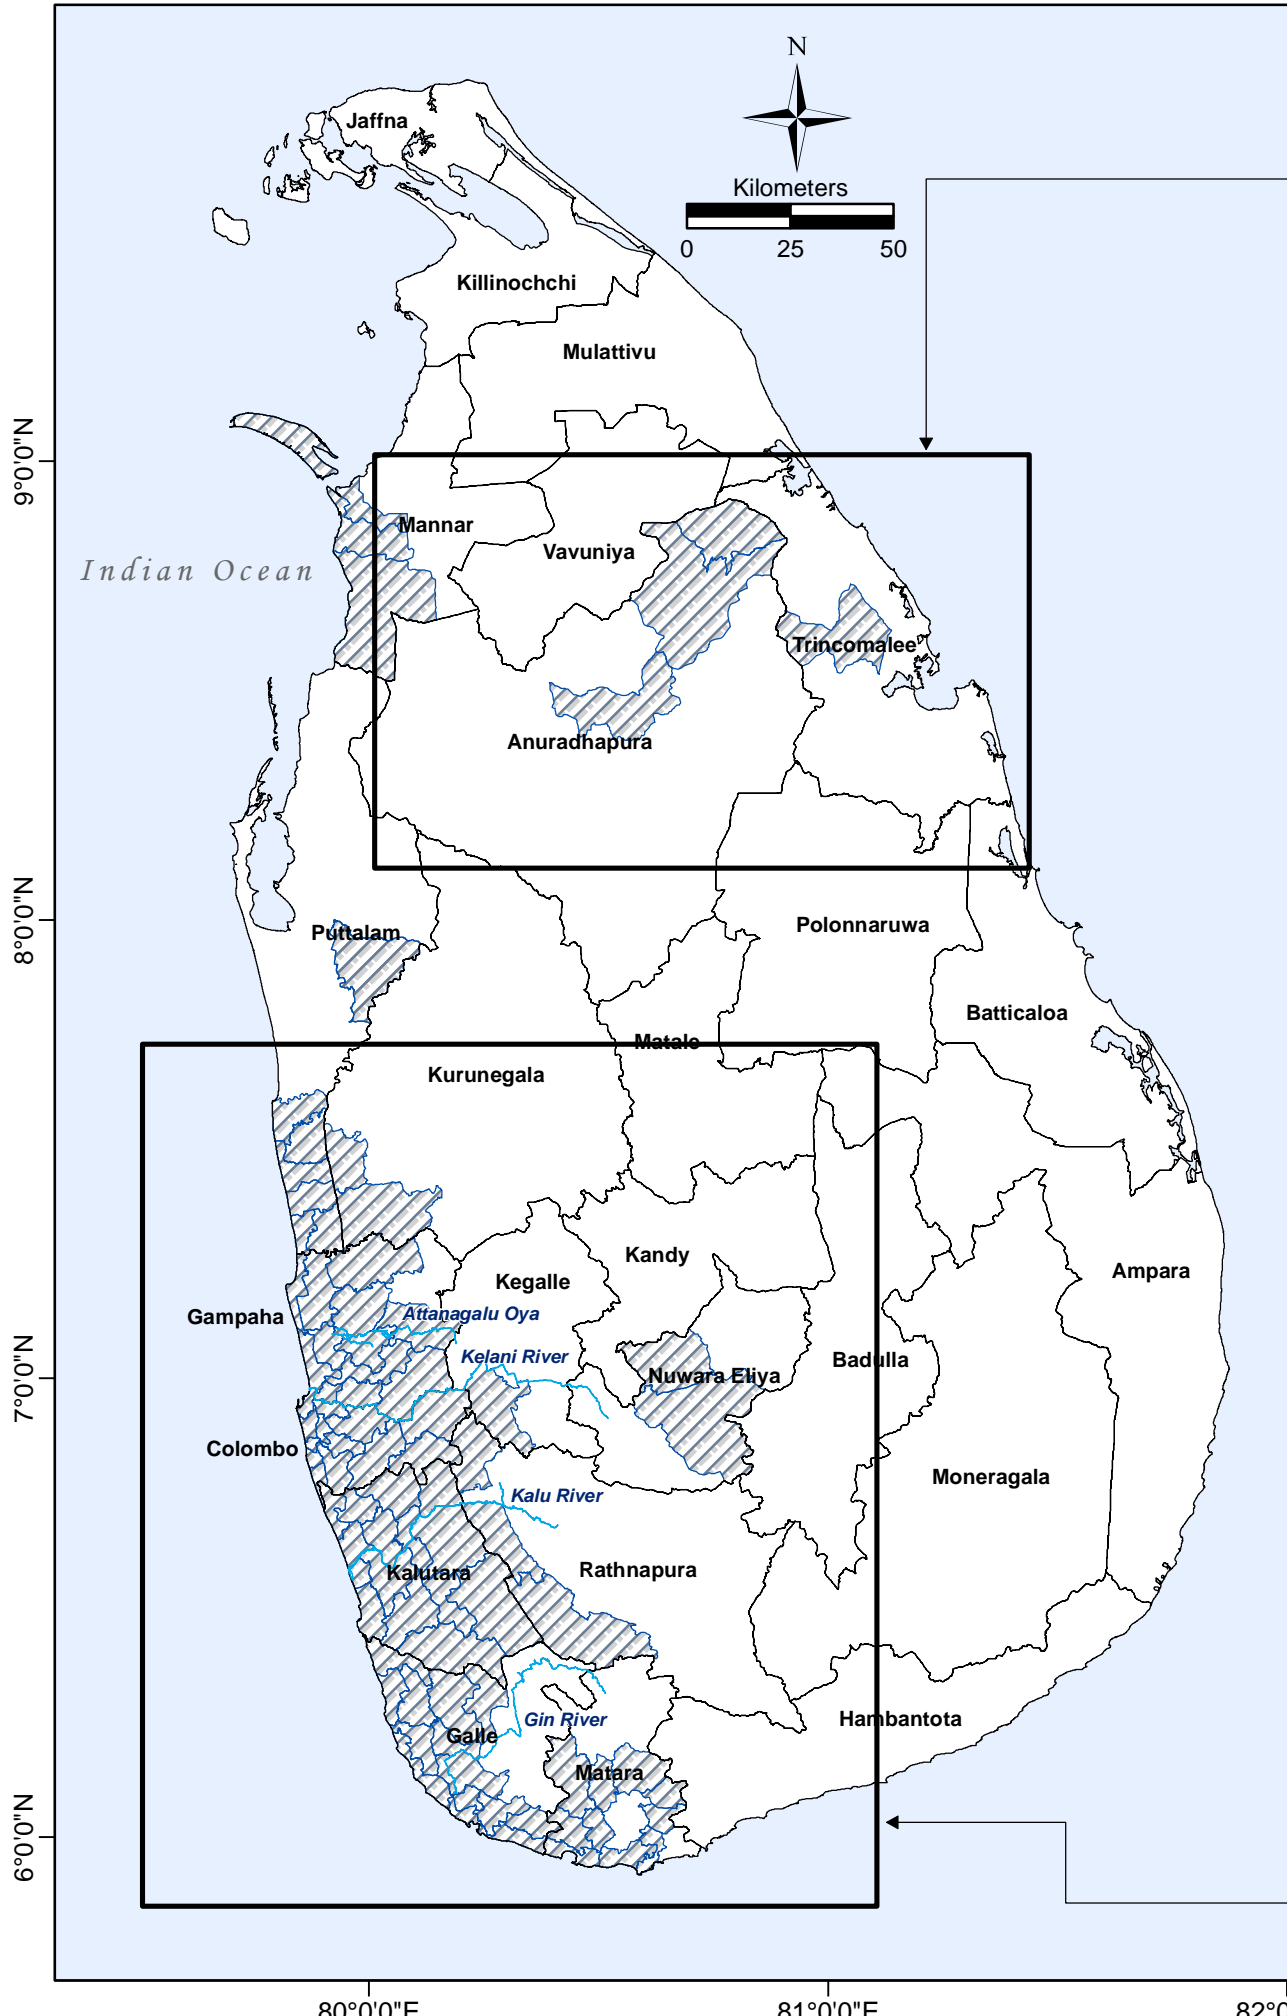 N
Jaffna
Kilometers
0 25 50
Killinochchi
Mulattivu
9°0'0"N
Mannar
Vavuniya
Indian Ocean
Trincomalee
Anuradhapura
8°0'0"N
Puttalam
Polonnaruwa
Batticaloa
Matale
Kurunegala
Kandy
Ampara
Kegalle
Gampaha
Attanagalu Oya
Kelani River
Badulla
Nuwara Eliya
7°0'0"N
Colombo
Moneragala
Kalu River
Rathnapura
Kalutara
Hambantota
Gin River
Galle
Matara
6°0'0"N
80°0'0"E 81°0'0"E 82°0